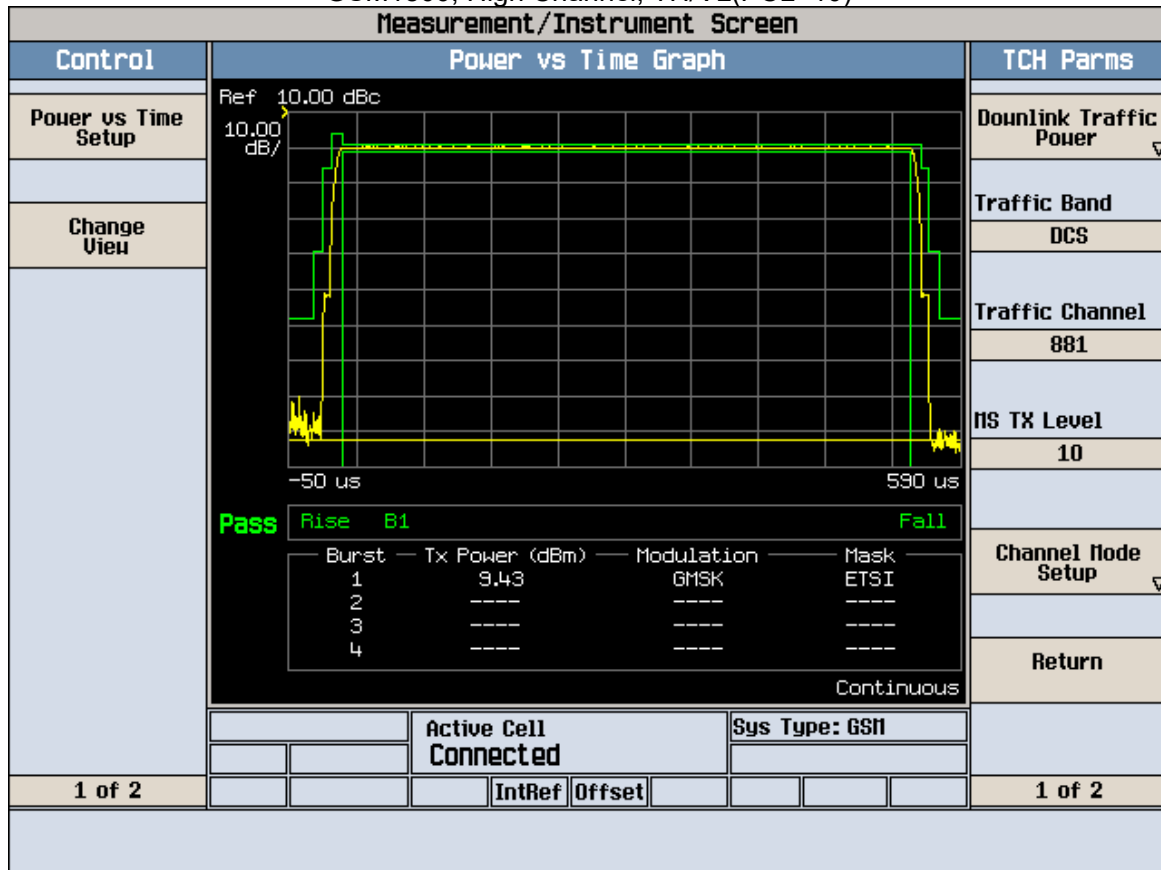 Measurement/Instrument Screen
Control
Power vs Time Graph
TCH Parms
Power vs Time
Setup
Change
View
1 of 2
Ref 10.00 dBc
10.00
dB/
-50 us
590 us
Pass
Rise B1
Fall
Burst Tx Power (dBm) Modulation Mask
1 9.43 GMSK ETSI
2 ---- ---- ----
3 ---- ---- ----
4 ---- ---- ----
Continuous
Active Cell
Connected
Sys Type: GSM
IntRef Offset
Downlink Traffic
Power
Traffic Band
DCS
Traffic Channel
881
MS TX Level
10
Channel Mode
Setup
Return
1 of 2